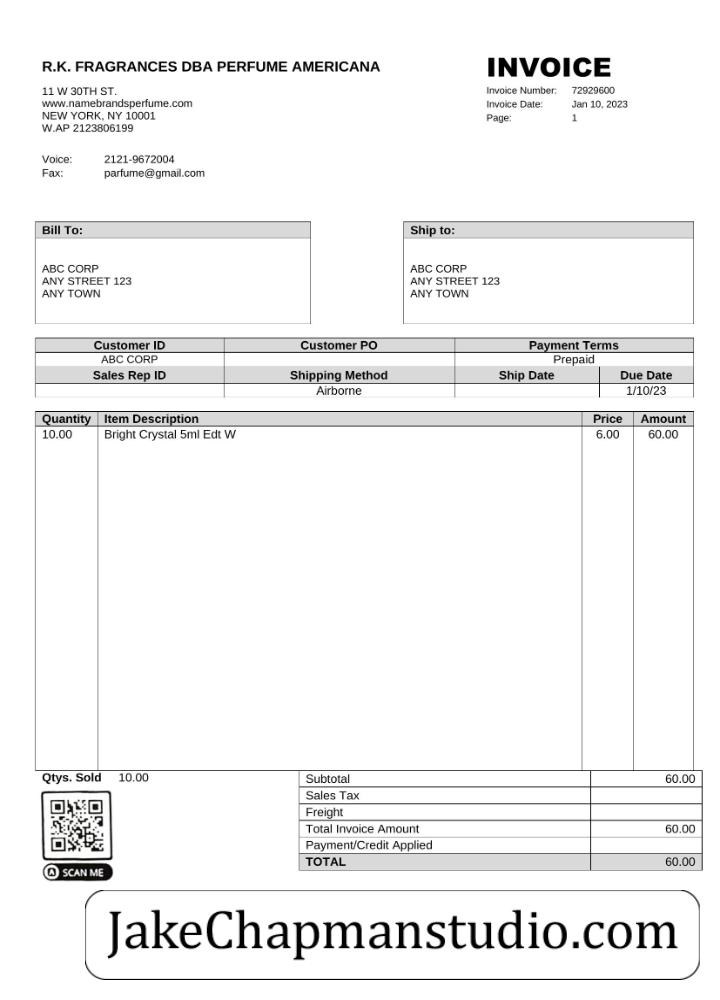 R.K. FRAGRANCES DBA PERFUME AMERICANA
INVOICE
11 W 30TH ST.
www.namebrandsperfume.com
NEW YORK, NY 10001
W.AP 2123806199
Invoice Number: 72929600
Invoice Date: Jan 10, 2023
Page: 1
Voice: 2121-9672004
Fax: parfume@gmail.com
Bill To:
ABC CORP
ANY STREET 123
ANY TOWN
Ship to:
ABC CORP
ANY STREET 123
ANY TOWN
Customer ID Customer PO Payment Terms
ABC CORP Prepaid
Sales Rep ID Shipping Method Ship Date Due Date
Airborne 1/10/23
Quantity Item Description Price Amount
10.00 Bright Crystal 5ml Edt W 6.00 60.00
Qtys. Sold 10.00
Subtotal 60.00
Sales Tax
Freight
Total Invoice Amount 60.00
Payment/Credit Applied
TOTAL 60.00
SCAN ME
JakeChapmanstudio.com